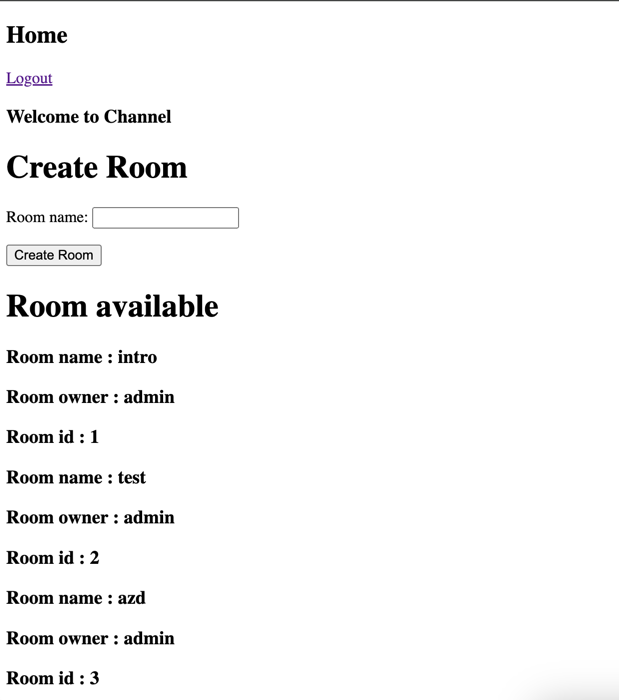 Home
Logout
Welcome to Channel
Create Room
Room name:
Create Room
Room available
Room name : intro
Room owner : admin
Room id : 1
Room name : test
Room owner : admin
Room id : 2
Room name : azd
Room owner : admin
Room id : 3